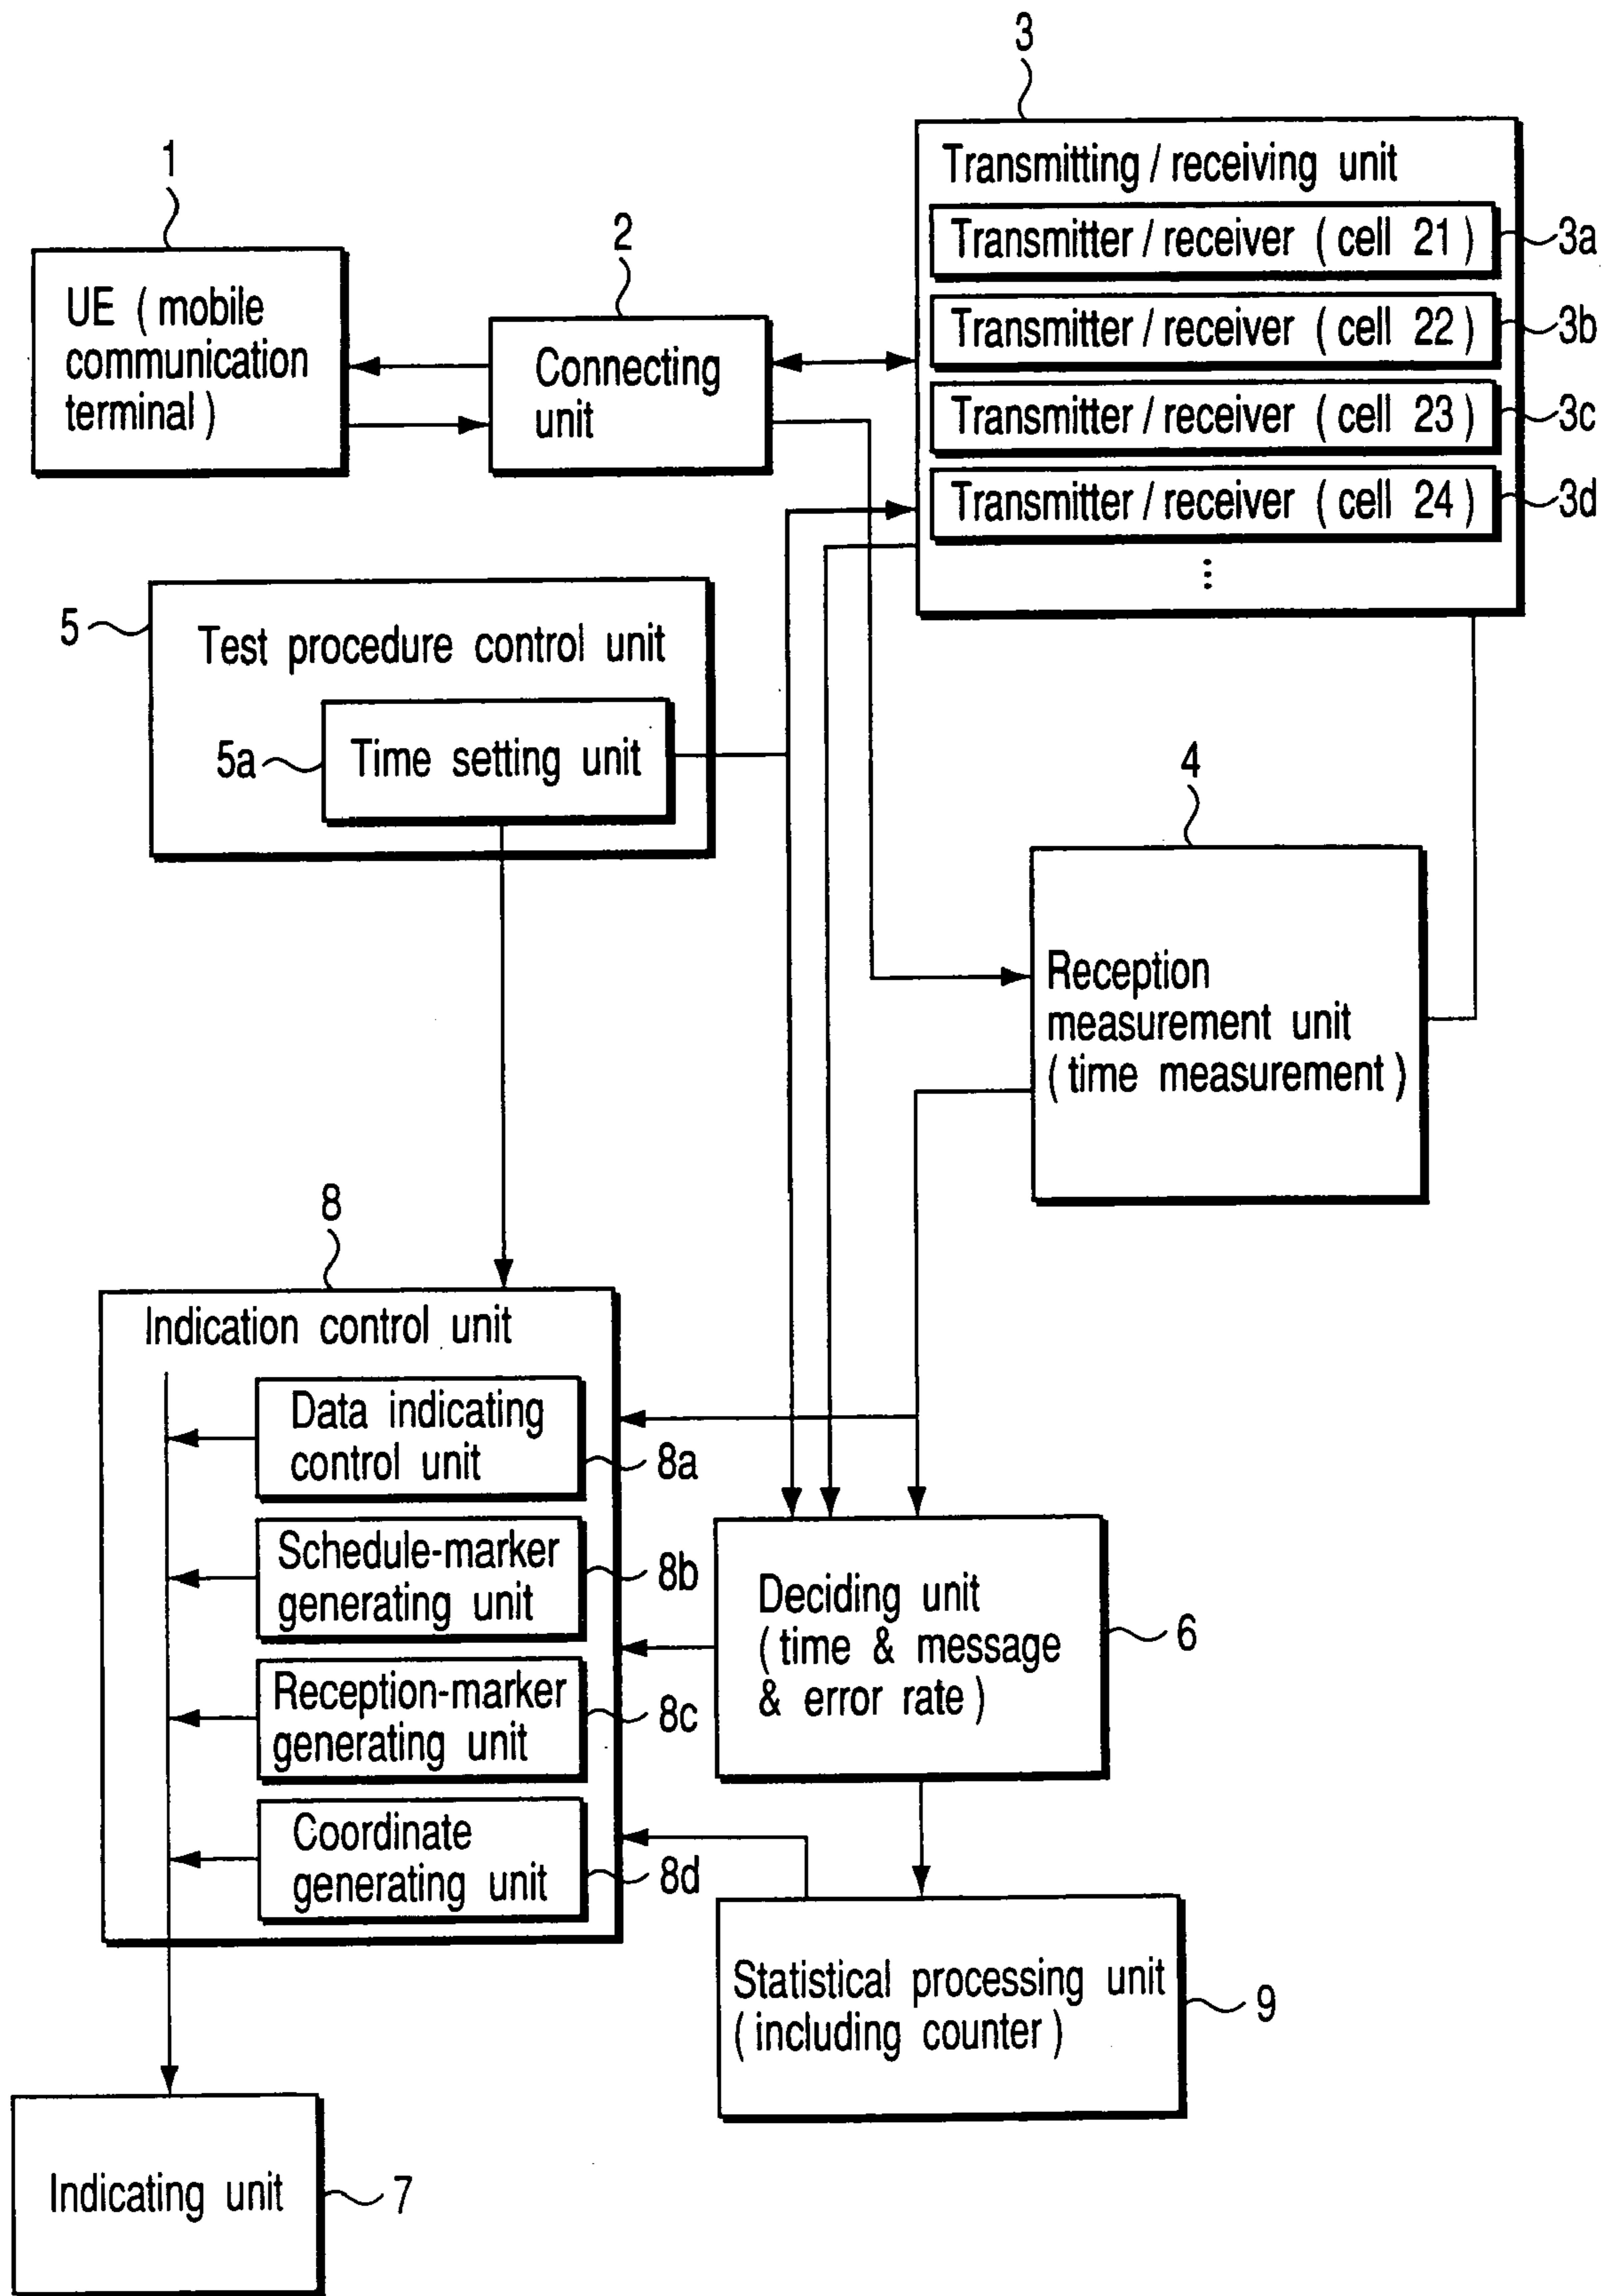 3
1
Transmitting / receiving unit
2
Transmitter / receiver ( cell 21 )
3a
UE ( mobile
communication
terminal )
Transmitter / receiver ( cell 22 )
3b
Connecting
unit
Transmitter / receiver ( cell 23 )
3c
Transmitter / receiver ( cell 24 )
3d
...
5
Test procedure control unit
5a
Time setting unit
4
Reception
measurement unit
( time measurement )
8
Indication control unit
Data indicating
control unit
8a
Schedule-marker
generating unit
8b
Reception-marker
generating unit
8c
Coordinate
generating unit
8d
Deciding unit
( time & message
& error rate )
6
Statistical processing unit
( including counter )
9
Indicating unit
7